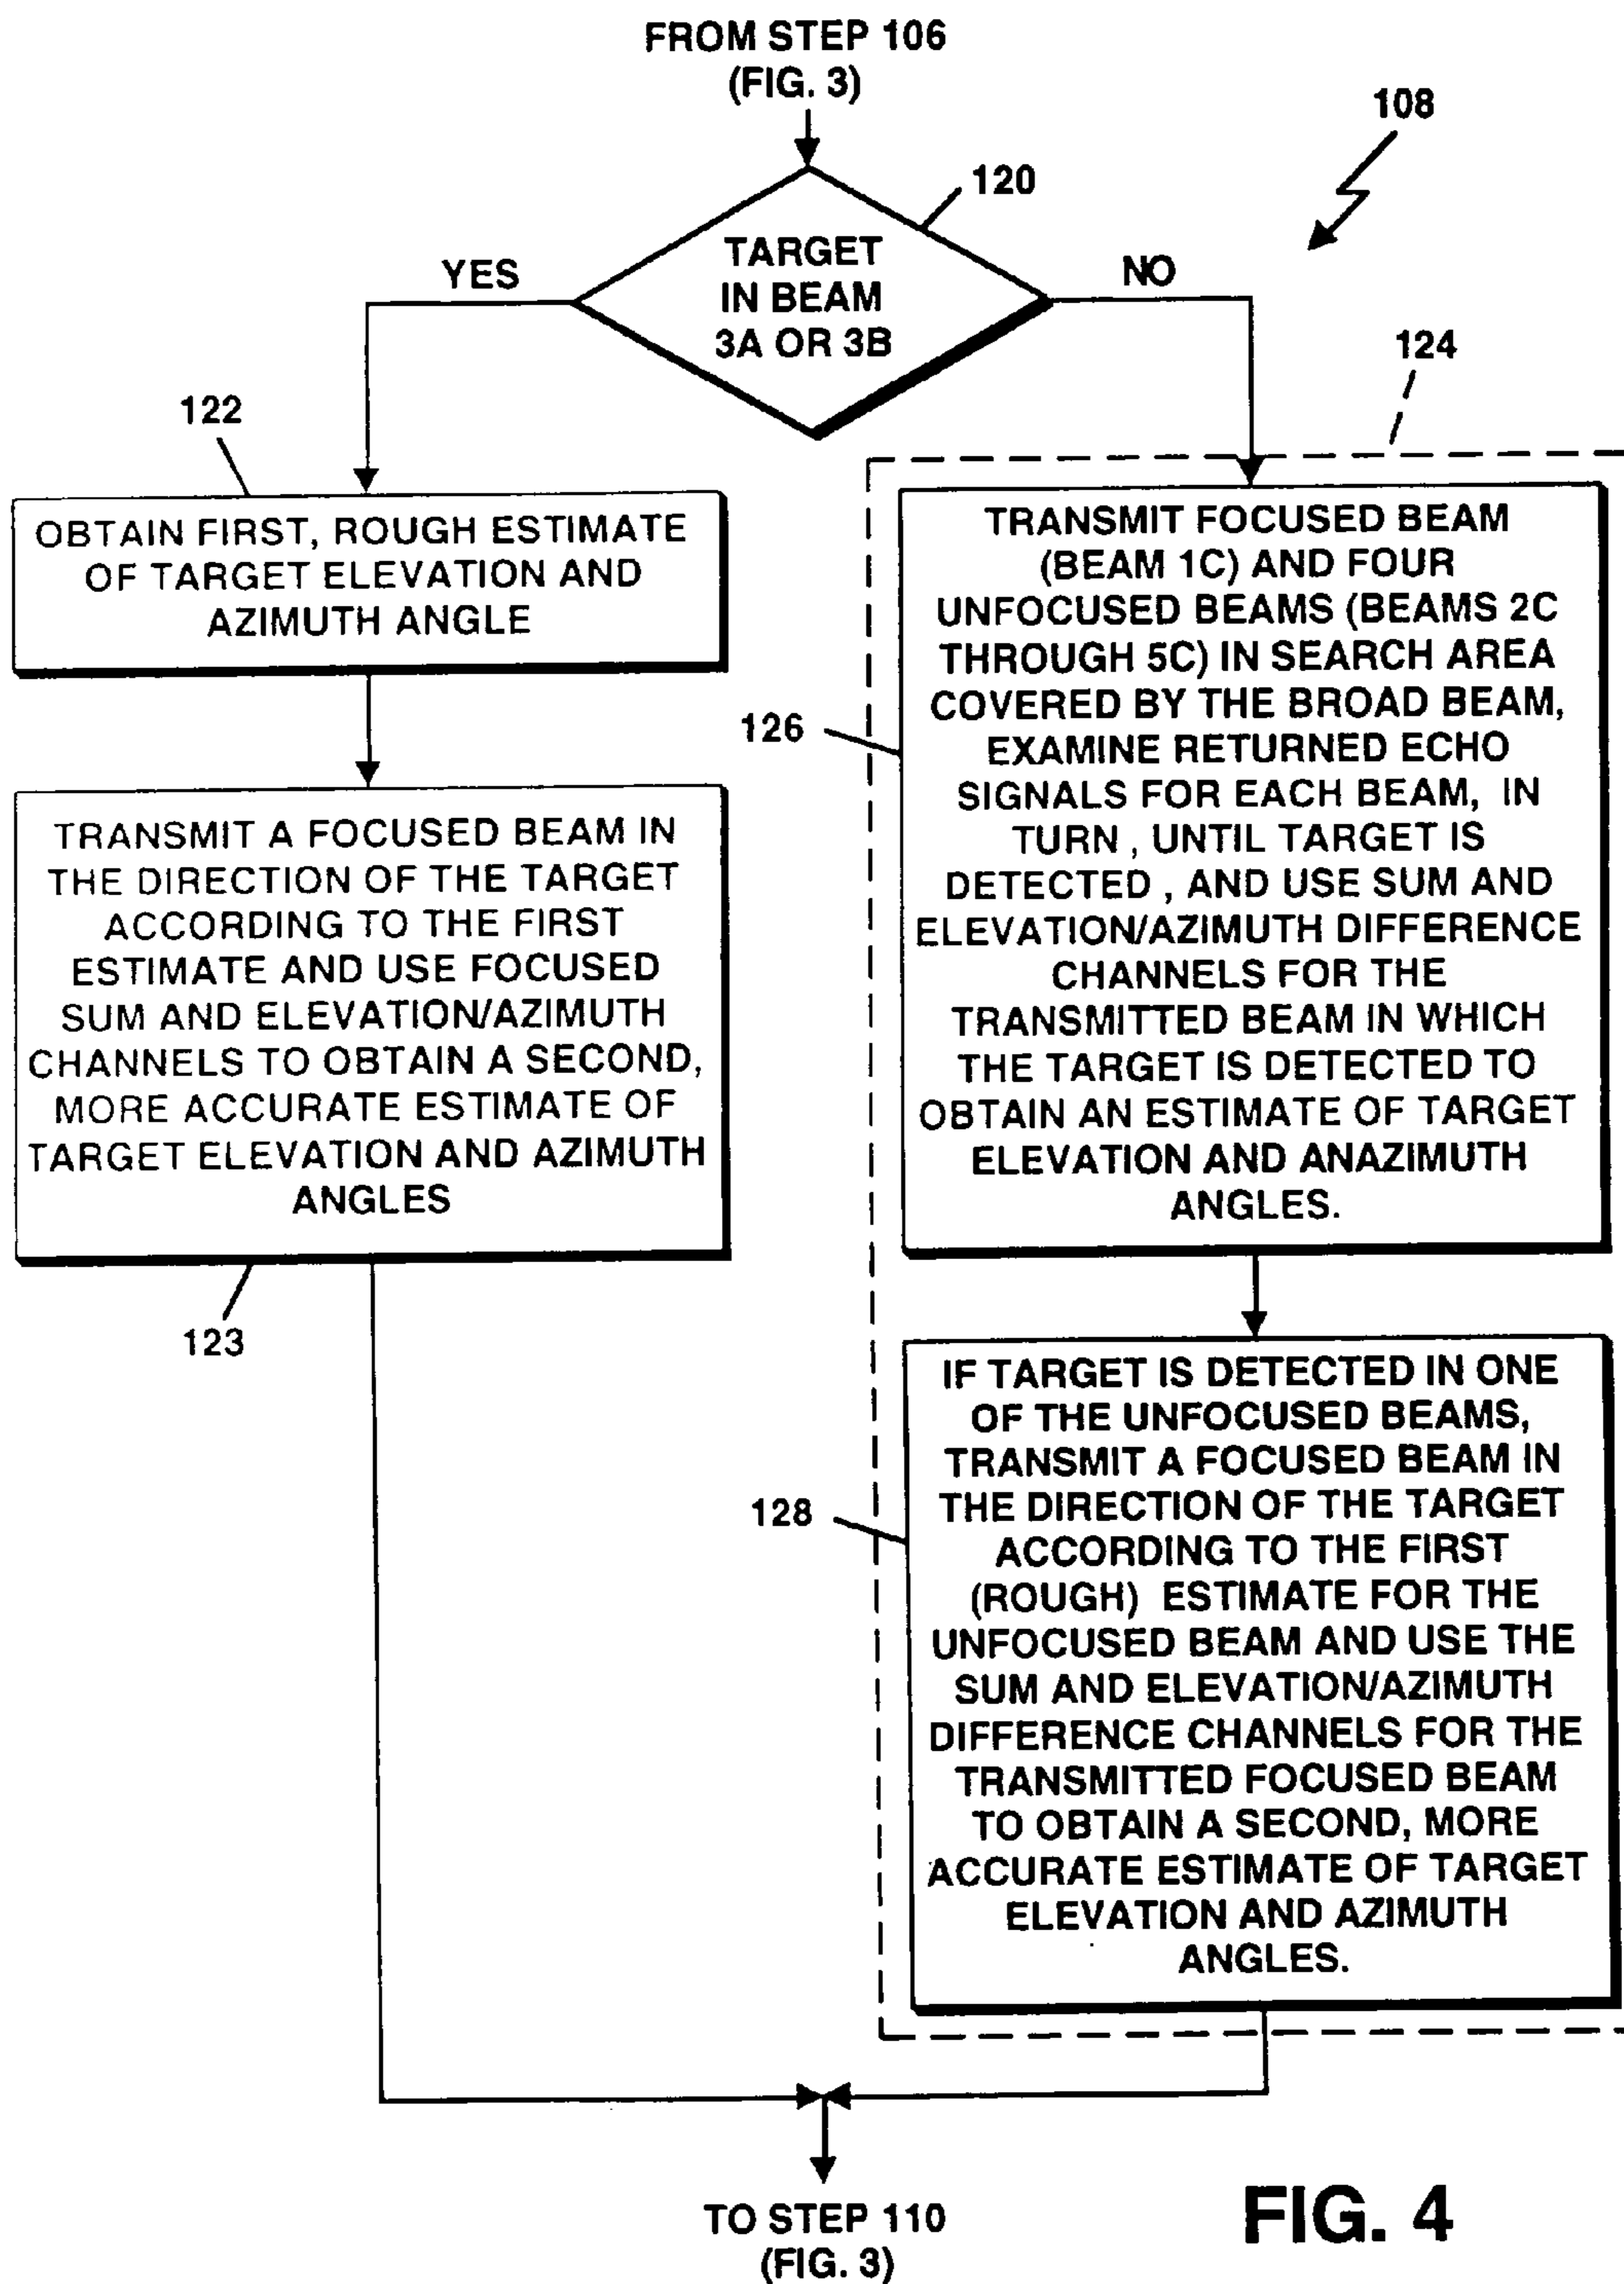 FROM STEP 106
(FIG. 3)
108
120
TARGET
IN BEAM
3A OR 3B
YES
NO
124
122
OBTAIN FIRST, ROUGH ESTIMATE
OF TARGET ELEVATION AND
AZIMUTH ANGLE
TRANSMIT A FOCUSED BEAM IN
THE DIRECTION OF THE TARGET
ACCORDING TO THE FIRST
ESTIMATE AND USE FOCUSED
SUM AND ELEVATION/AZIMUTH
CHANNELS TO OBTAIN A SECOND,
MORE ACCURATE ESTIMATE OF
TARGET ELEVATION AND AZIMUTH
ANGLES
123
126
TRANSMIT FOCUSED BEAM
(BEAM 1C) AND FOUR
UNFOCUSED BEAMS (BEAMS 2C
THROUGH 5C) IN SEARCH AREA
COVERED BY THE BROAD BEAM,
EXAMINE RETURNED ECHO
SIGNALS FOR EACH BEAM, IN
TURN , UNTIL TARGET IS
DETECTED , AND USE SUM AND
ELEVATION/AZIMUTH DIFFERENCE
CHANNELS FOR THE
TRANSMITTED BEAM IN WHICH
THE TARGET IS DETECTED TO
OBTAIN AN ESTIMATE OF TARGET
ELEVATION AND ANAZIMUTH
ANGLES.
128
IF TARGET IS DETECTED IN ONE
OF THE UNFOCUSED BEAMS,
TRANSMIT A FOCUSED BEAM IN
THE DIRECTION OF THE TARGET
ACCORDING TO THE FIRST
(ROUGH) ESTIMATE FOR THE
UNFOCUSED BEAM AND USE THE
SUM AND ELEVATION/AZIMUTH
DIFFERENCE CHANNELS FOR THE
TRANSMITTED FOCUSED BEAM
TO OBTAIN A SECOND, MORE
ACCURATE ESTIMATE OF TARGET
ELEVATION AND AZIMUTH
ANGLES.
TO STEP 110
(FIG. 3)
FIG. 4